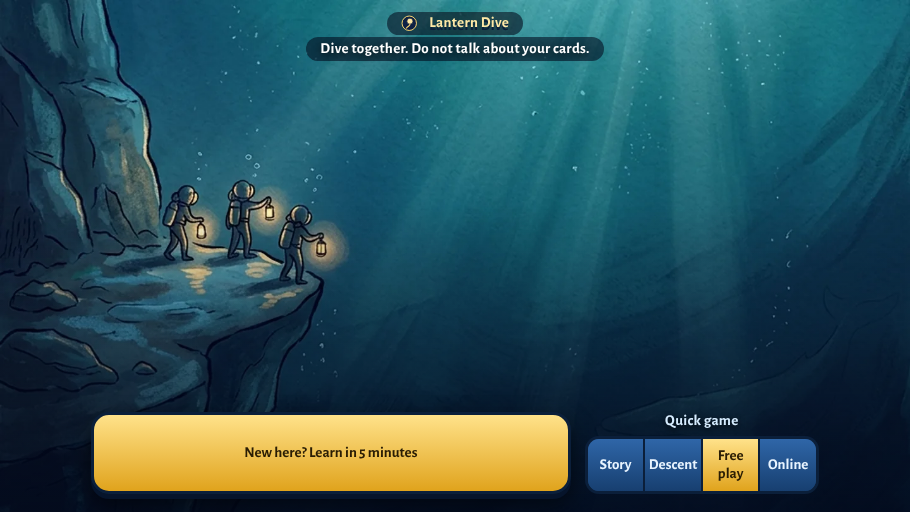 Lantern Dive
Dive together. Do not talk about your cards.
New here? Learn in 5 minutes
Quick game
Story
Descent
Free
play
Online